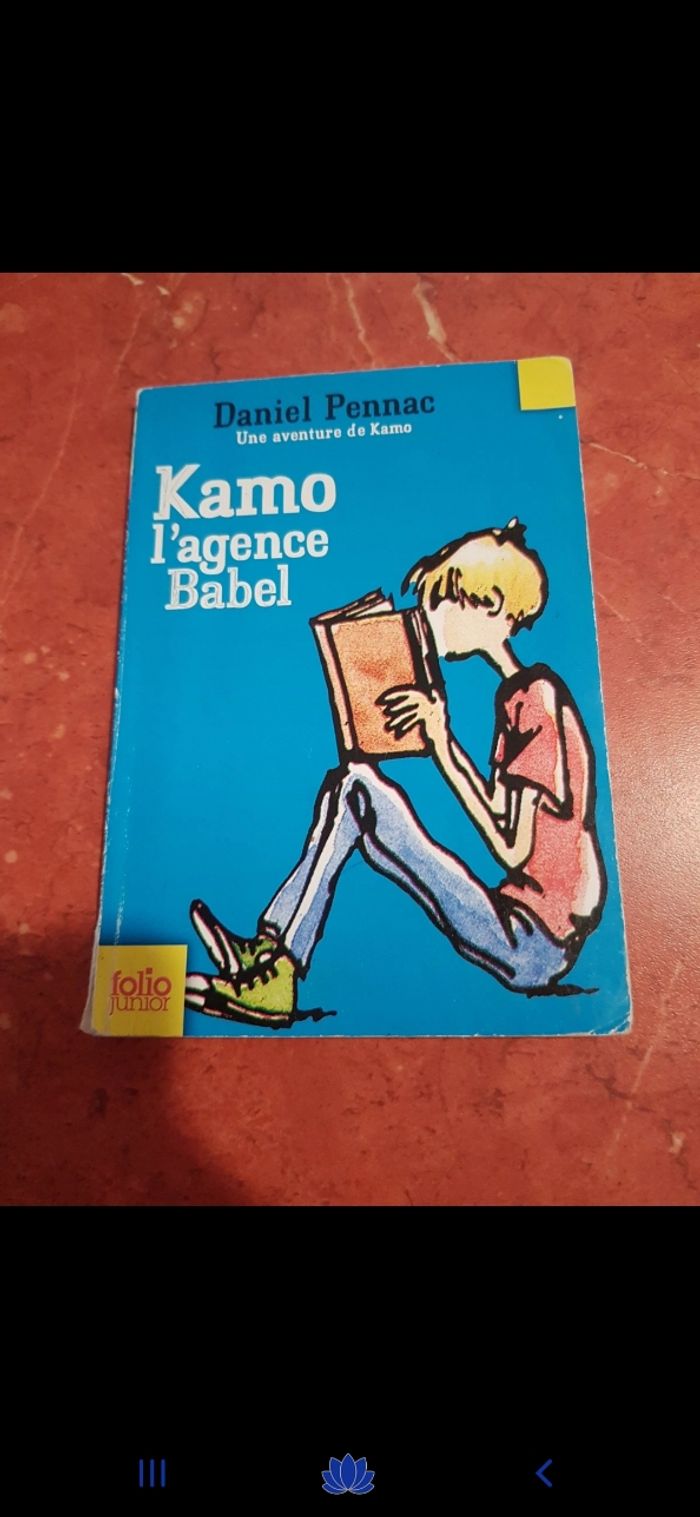 Daniel Pennac
Une aventure de Kamo
Kamo
l'agence
Babel
folio
junior